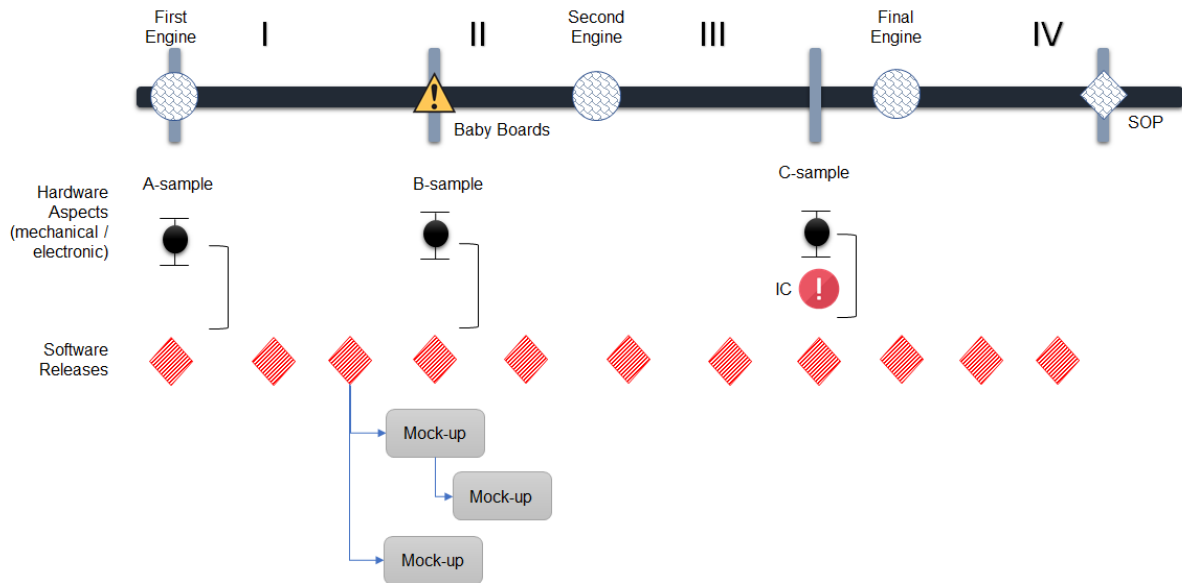 First
Engine
I
II
Second
Engine
III
Final
Engine
IV
Baby Boards
SOP
Hardware
Aspects
(mechanical /
electronic)
A-sample
B-sample
C-sample
IC
Software
Releases
Mock-up
Mock-up
Mock-up